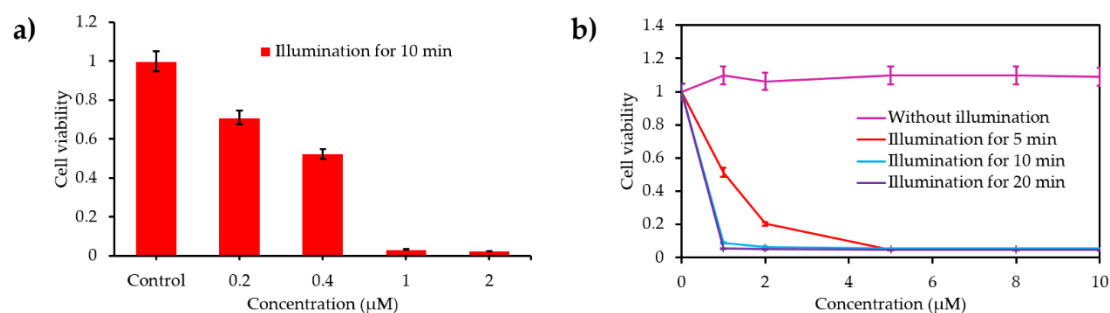 a)
1.2
1
0.8
0.6
0.4
0.2
0
Cell viability
Illumination for 10 min
Control 0.2 0.4 1 2
Concentration (µM)
b)
1.4
1.2
1
0.8
0.6
0.4
0.2
0
Cell viability
Without illumination
Illumination for 5 min
Illumination for 10 min
Illumination for 20 min
0 2 4 6 8 10
Concentration (µM)